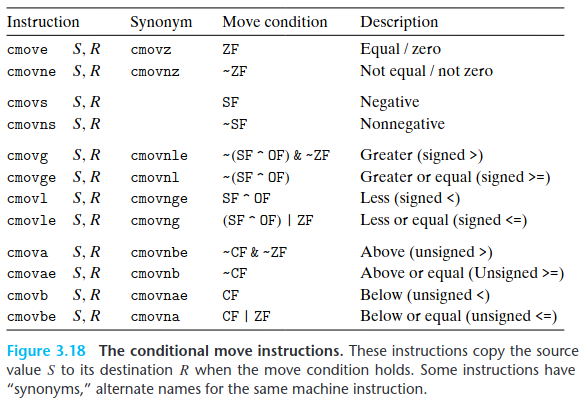 Instruction Synonym Move condition Description
cmove S, R cmovz ZF Equal / zero
cmovne S, R cmovnz ~ZF Not equal / not zero
cmovs S, R SF Negative
cmovns S, R ~SF Nonnegative
cmovg S, R cmovnle ~(SF ^ OF) & ~ZF Greater (signed >)
cmovge S, R cmovnl ~(SF ^ OF) Greater or equal (signed >=)
cmovl S, R cmovnge SF ^ OF Less (signed <)
cmovle S, R cmovng (SF ^ OF) | ZF Less or equal (signed <=)
cmova S, R cmovnbe ~CF & ~ZF Above (unsigned >)
cmovae S, R cmovnb ~CF Above or equal (Unsigned >=)
cmovb S, R cmovnae CF Below (unsigned <)
cmovbe S, R cmovna CF | ZF Below or equal (unsigned <=)
Figure 3.18 The conditional move instructions. These instructions copy the source
value S to its destination R when the move condition holds. Some instructions have
“synonyms,” alternate names for the same machine instruction.